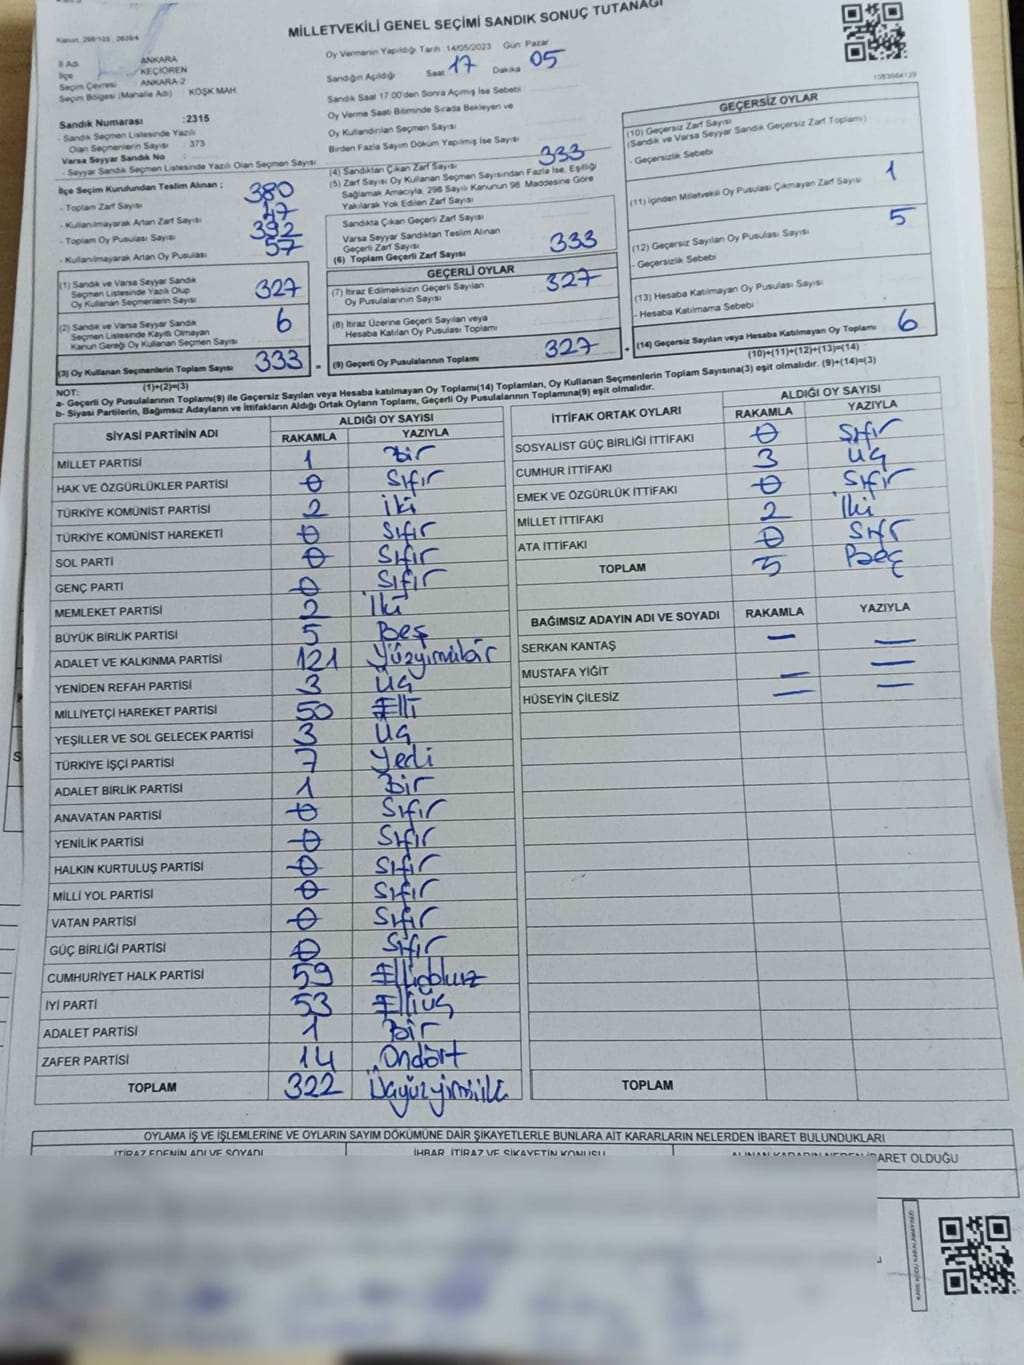 MİLLETVEKİLİ GENEL SEÇİMİ SANDIK SONUÇ TUTANAĞI
İl Adı ANKARA
İlçe KEÇİÖREN
Seçim Çevresi ANKARA-2
Seçim Bölgesi (Mahalle Adı) : KÖŞK MAH.
Oy Vermenin Yapıldığı Tarih :14/05/2023 Gün: Pazar
Sandığın Açıldığı Saat 17 Dakika : 05
Sandık Saat 17:00'den Sonra Açılmış İse Sebebi
Oy Verme Saati Bitiminde Sırada Bekleyen ve
Oy Kullandırılan Seçmen Sayısı
Birden Fazla Sayım Döküm Yapılmış İse Sayısı
Sandık Numarası :2315
- Sandık Seçmen Listesinde Yazılı
Olan Seçmenlerin Sayısı : 373
Varsa Seyyar Sandık No
- Seyyar Sandık Seçmen Listesinde Yazılı Olan Seçmen Sayısı
İlçe Seçim Kurulundan Teslim Alınan ;
- Toplam Zarf Sayısı 380
- Kullanılmayarak Artan Zarf Sayısı
- Toplam Oy Pusulası Sayısı 392
- Kullanılmayarak Artan Oy Pusulası 57
(1) Sandık ve Varsa Seyyar Sandık
Seçmen Listesinde Yazılı Olup
Oy Kullanan Seçmenlerin Sayısı 327
(2) Sandık ve Varsa Seyyar Sandık
Seçmen Listesinde Kayıtlı Olmayan
Kanun Gereği Oy Kullanan Seçmen Sayısı 6
(3) Oy Kullanan Seçmenlerin Toplam Sayısı 333
(1)+(2)=(3)
(4) Sandıktan Çıkan Zarf Sayısı 333
(5) Zarf Sayısı Oy Kullanan Seçmen Sayısından Fazla İse, Eşitliği
Sağlamak Amacıyla, 298 Sayılı Kanunun 98. Maddesine Göre
Yakılarak Yok Edilen Zarf Sayısı
Sandıkta Çıkan Geçerli Zarf Sayısı
Varsa Seyyar Sandıktan Teslim Alınan
Geçerli Zarf Sayısı
(6) Toplam Geçerli Zarf Sayısı 333
GEÇERLİ OYLAR
(7) İtiraz Edilmeksizin Geçerli Sayılan
Oy Pusulalarının Sayısı 327
(8) İtiraz Üzerine Geçerli Sayılan veya
Hesaba Katılan Oy Pusulası Toplamı
(9) Geçerli Oy Pusulalarının Toplamı 327
1083664120
GEÇERSİZ OYLAR
(10) Geçersiz Zarf Sayısı
(Sandık ve Varsa Seyyar Sandık Geçersiz Zarf Toplamı)
- Geçersizlik Sebebi
(11) İçinden Milletvekili Oy Pusulası Çıkmayan Zarf Sayısı 1
(12) Geçersiz Sayılan Oy Pusulası Sayısı 5
- Geçersizlik Sebebi
(13) Hesaba Katılmayan Oy Pusulası Sayısı
- Hesaba Katılmama Sebebi
(14) Geçersiz Sayılan veya Hesaba Katılmayan Oy Toplamı 6
(10)+(11)+(12)+(13)=(14)
NOT:
a- Geçerli Oy Pusulalarının Toplamı(9) ile Geçersiz Sayılan veya Hesaba katılmayan Oy Toplamı(14) Toplamları, Oy Kullanan Seçmenlerin Toplam Sayısına(3) eşit olmalıdır. (9)+(14)=(3)
b- Siyasi Partilerin, Bağımsız Adayların ve İttifakların Aldığı Ortak Oyların Toplamı, Geçerli Oy Pusulalarının Toplamına(9) eşit olmalıdır.
SİYASİ PARTİNİN ADI ALDIĞI OY SAYISI
RAKAMLA YAZIYLA
MİLLET PARTİSİ 1 Bir
HAK VE ÖZGÜRLÜKLER PARTİSİ 0 Sıfır
TÜRKİYE KOMÜNİST PARTİSİ 2 İki
TÜRKİYE KOMÜNİST HAREKETİ 0 Sıfır
SOL PARTİ 0 Sıfır
GENÇ PARTİ 0 Sıfır
MEMLEKET PARTİSİ 2 İki
BÜYÜK BİRLİK PARTİSİ 5 Beş
ADALET VE KALKINMA PARTİSİ 121 Yüzyirmibir
YENİDEN REFAH PARTİSİ 3 Üç
MİLLİYETÇİ HAREKET PARTİSİ 50 Elli
YEŞİLLER VE SOL GELECEK PARTİSİ 3 Üç
TÜRKİYE İŞÇİ PARTİSİ 7 Yedi
ADALET BİRLİK PARTİSİ 1 Bir
ANAVATAN PARTİSİ 0 Sıfır
YENİLİK PARTİSİ 0 Sıfır
HALKIN KURTULUŞ PARTİSİ 0 Sıfır
MİLLİ YOL PARTİSİ 0 Sıfır
VATAN PARTİSİ 0 Sıfır
GÜÇ BİRLİĞİ PARTİSİ 0 Sıfır
CUMHURİYET HALK PARTİSİ 59 Ellidokuz
İYİ PARTİ 53 Elliüç
ADALET PARTİSİ 1 Bir
ZAFER PARTİSİ 14 Ondört
TOPLAM 322 Üçyüzyirmiiki
İTTİFAK ORTAK OYLARI ALDIĞI OY SAYISI
RAKAMLA YAZIYLA
SOSYALİST GÜÇ BİRLİĞİ İTTİFAKI 0 Sıfır
CUMHUR İTTİFAKI 3 Üç
EMEK VE ÖZGÜRLÜK İTTİFAKI 0 Sıfır
MİLLET İTTİFAKI 2 İki
ATA İTTİFAKI 0 Sıfır
TOPLAM 5 Beş
BAĞIMSIZ ADAYIN ADI VE SOYADI RAKAMLA YAZIYLA
SERKAN KANTAŞ — —
MUSTAFA YİĞİT — —
HÜSEYİN ÇİLESİZ — —
TOPLAM
OYLAMA İŞ VE İŞLEMLERİNE VE OYLARIN SAYIM DÖKÜMÜNE DAİR ŞİKAYETLERLE BUNLARA AİT KARARLARIN NELERDEN İBARET BULUNDUKLARI
İTİRAZ EDENİN ADI VE SOYADI İHBAR, İTİRAZ VE ŞİKAYETİN KONUSU ALINAN KARARIN NEDEN İBARET OLDUĞU